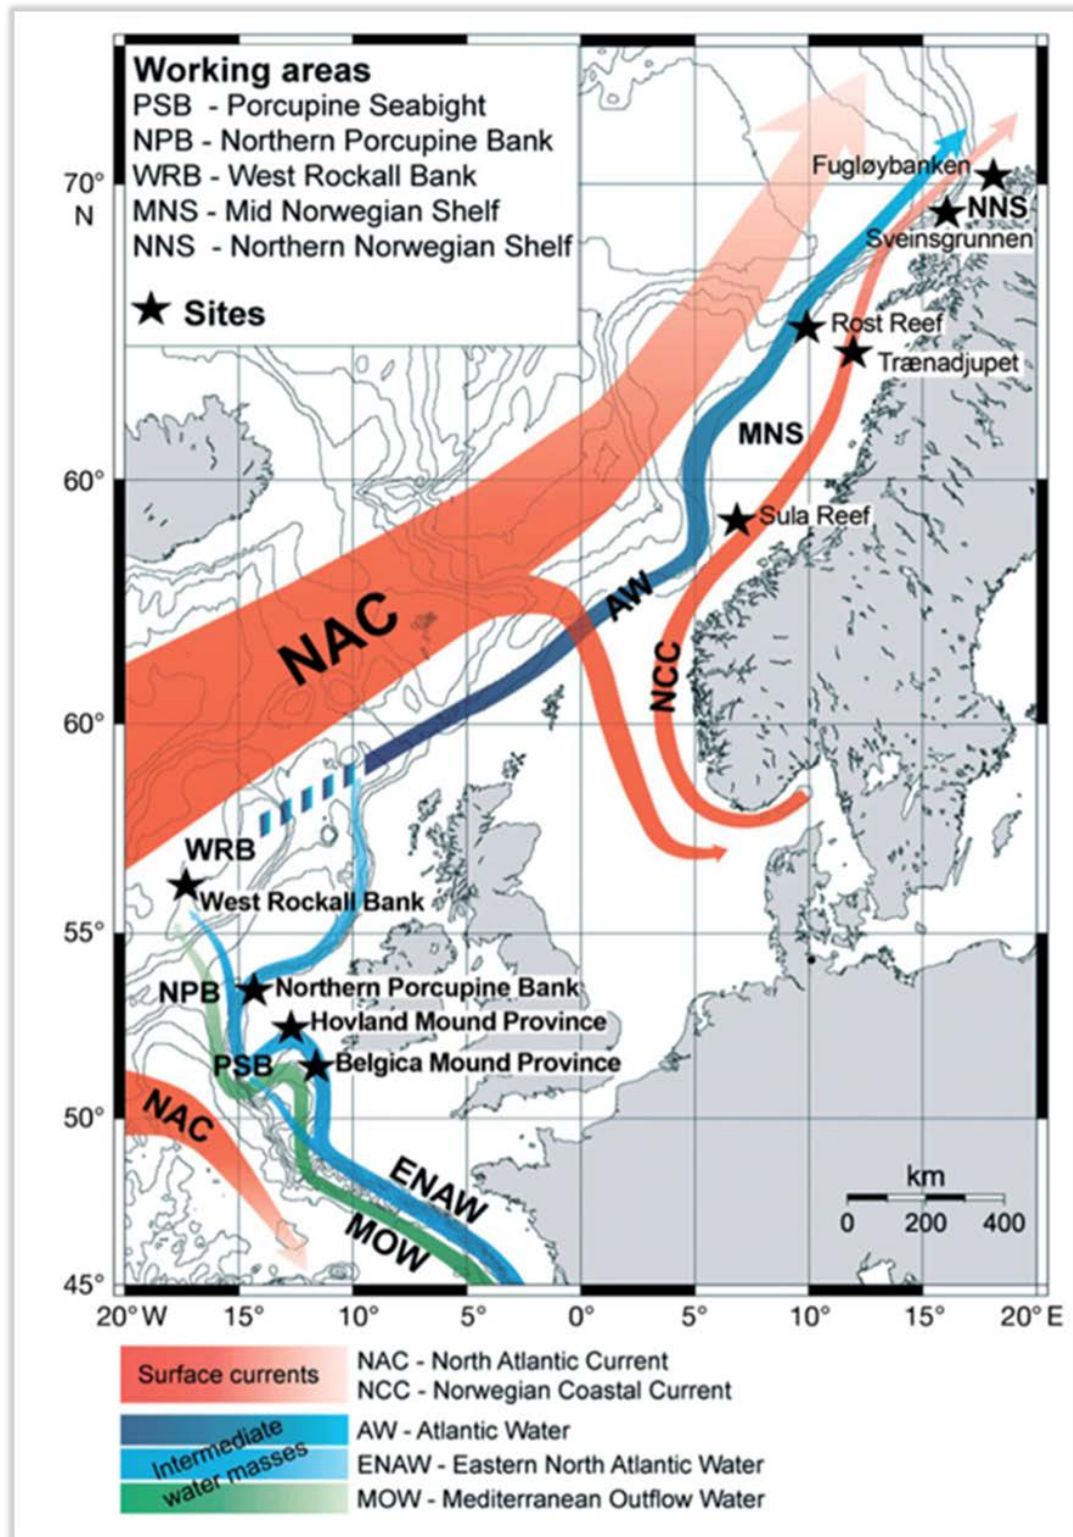 Working areas
PSB - Porcupine Seabight
NPB - Northern Porcupine Bank
WRB - West Rockall Bank
MNS - Mid Norwegian Shelf
NNS - Northern Norwegian Shelf
★ Sites
70°
N
60°
60°
55°
50°
45°
20°W
15°
10°
5°
0°
5°
10°
15°
20°E
Fugløybanken
NNS
Sveinsgrunnen
Rost Reef
Trænadjupet
MNS
Sula Reef
AW
NAC
NCC
WRB
West Rockall Bank
NPB
Northern Porcupine Bank
Hovland Mound Province
PSB
Belgica Mound Province
NAC
ENAW
MOW
km
0 200 400
Surface currents
NAC - North Atlantic Current
NCC - Norwegian Coastal Current
Intermediate
water masses
AW - Atlantic Water
ENAW - Eastern North Atlantic Water
MOW - Mediterranean Outflow Water